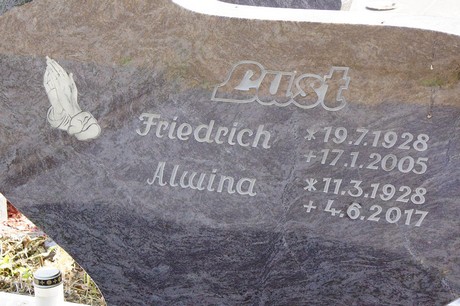 Lust
Friedrich * 19.7.1928
+ 17.1.2005
Alwina * 11.3.1928
+ 4.6.2017